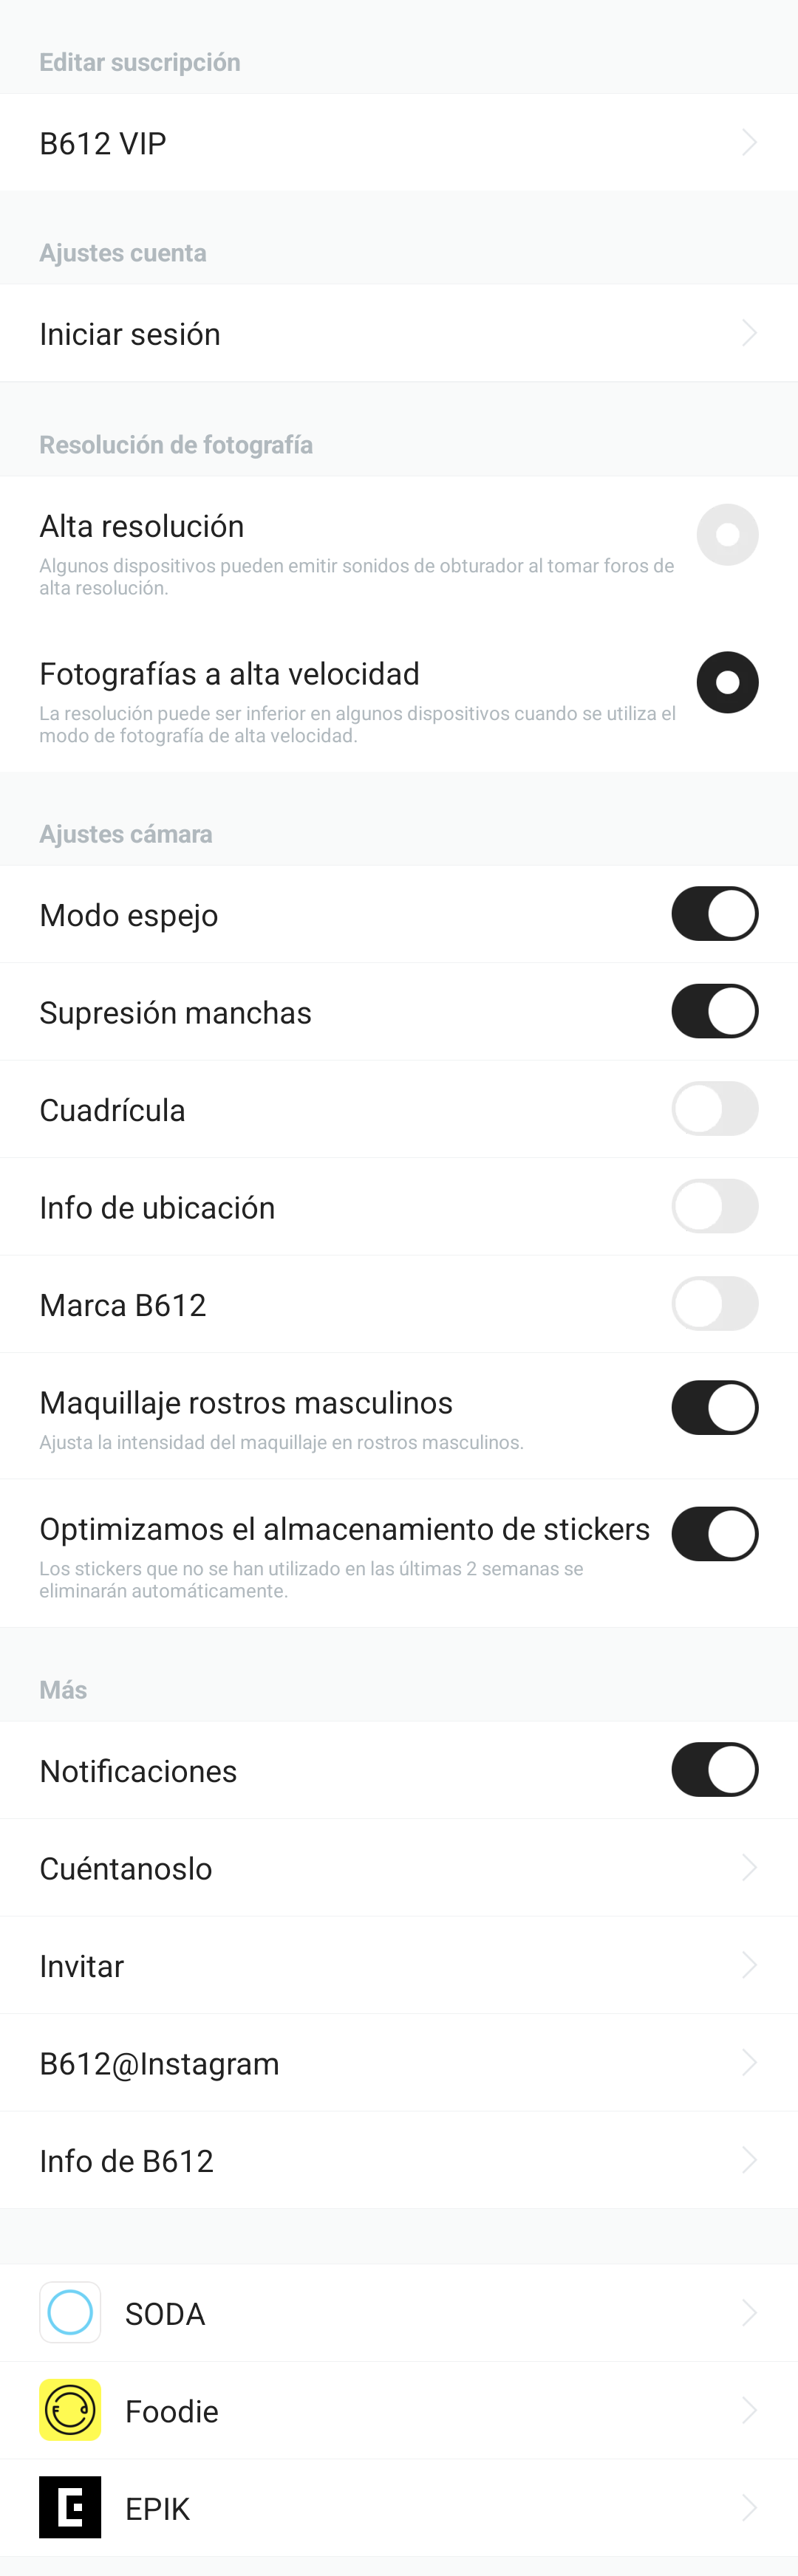 Editar suscripción
B612 VIP
Ajustes cuenta
Iniciar sesión
Resolución de fotografía
Alta resolución
Algunos dispositivos pueden emitir sonidos de obturador al tomar foros de
alta resolución.
Fotografías a alta velocidad
La resolución puede ser inferior en algunos dispositivos cuando se utiliza el
modo de fotografía de alta velocidad.
Ajustes cámara
Modo espejo
Supresión manchas
Cuadrícula
Info de ubicación
Marca B612
Maquillaje rostros masculinos
Ajusta la intensidad del maquillaje en rostros masculinos.
Optimizamos el almacenamiento de stickers
Los stickers que no se han utilizado en las últimas 2 semanas se
eliminarán automáticamente.
Más
Notificaciones
Cuéntanoslo
Invitar
B612@Instagram
Info de B612
SODA
Foodie
EPIK